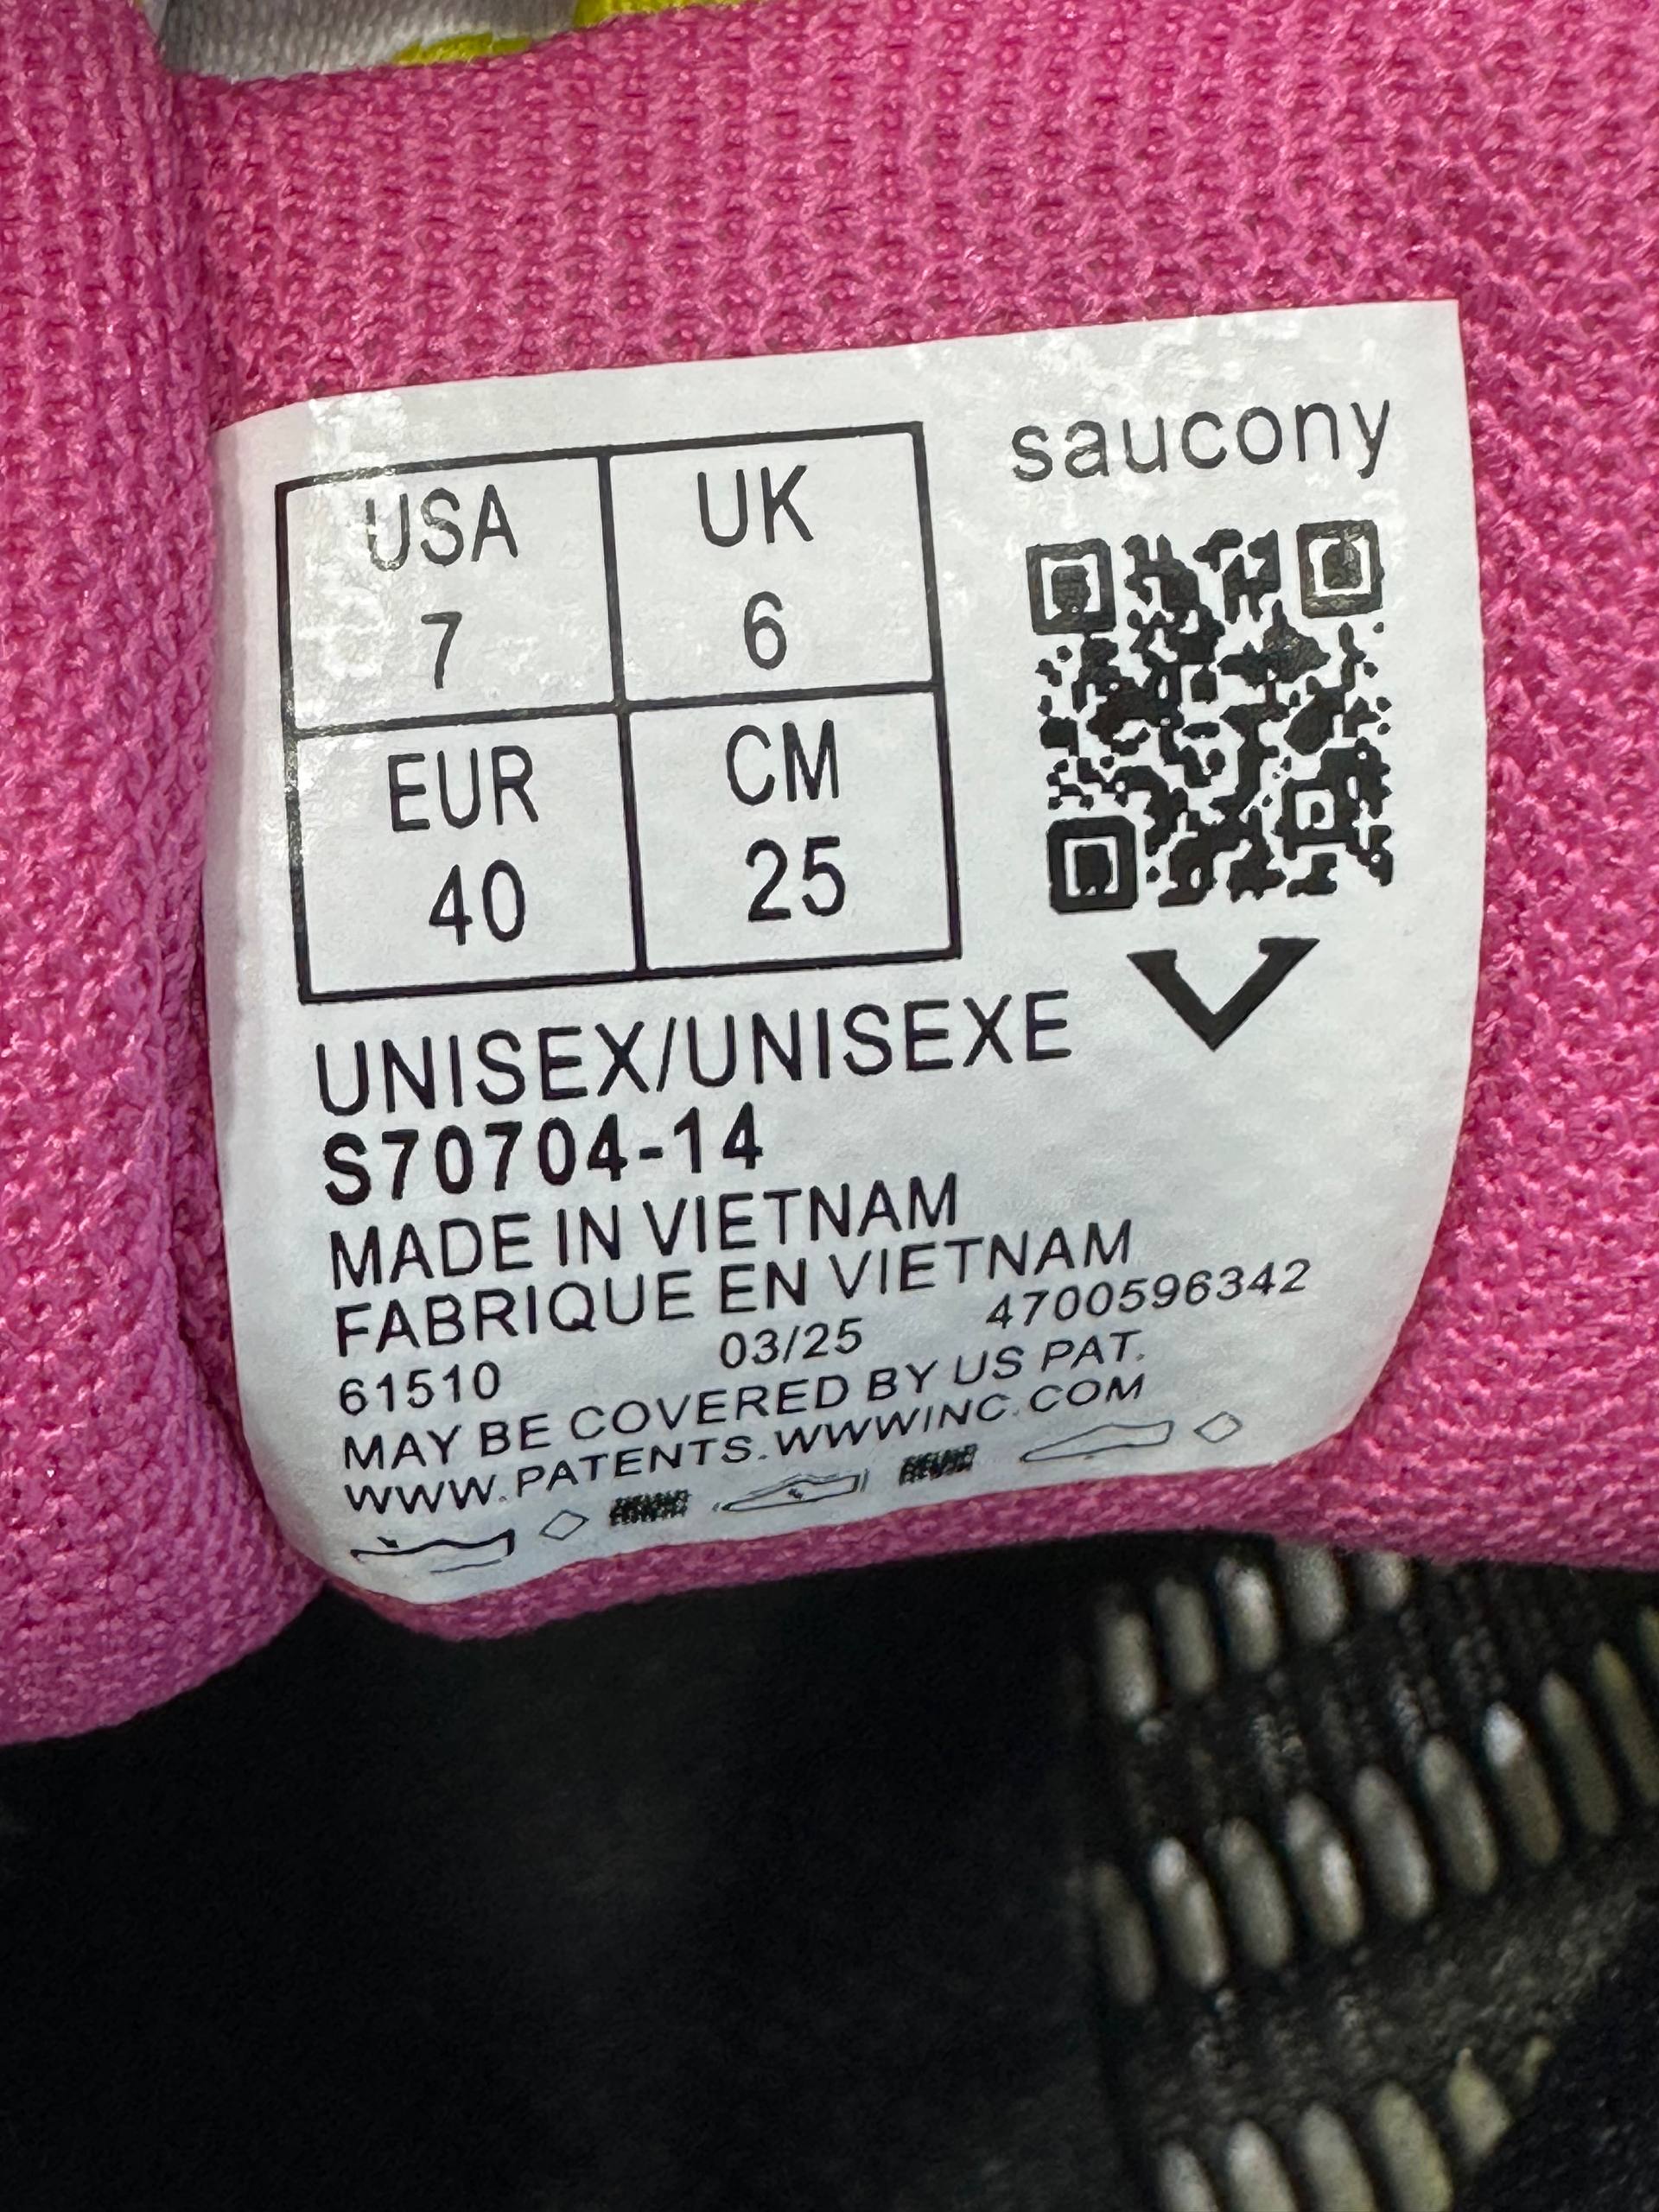 saucony
USA
7
UK
6
EUR
40
CM
25
UNISEX/UNISEXE
S70704-14
MADE IN VIETNAM
FABRIQUE EN VIETNAM
61510 03/25 4700596342
MAY BE COVERED BY US PAT.
WWW.PATENTS.WWWINC.COM